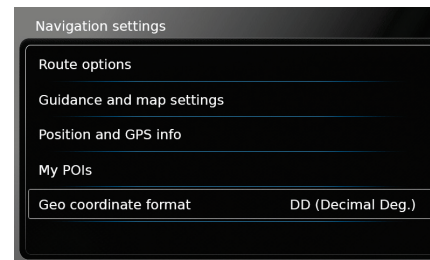 Navigation settings
Route options
Guidance and map settings
Position and GPS info
My POIs
Geo coordinate format DD (Decimal Deg.)